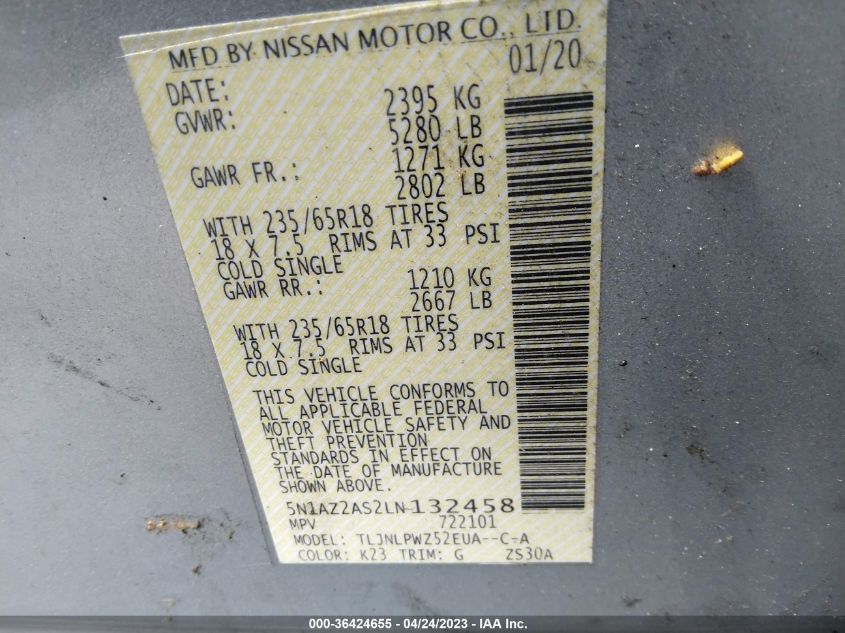 MFD BY NISSAN MOTOR CO., LTD.
DATE: 01/20
GVWR: 2395 KG
5280 LB
GAWR FR.: 1271 KG
2802 LB
WITH 235/65R18 TIRES
18 X 7.5 RIMS AT 33 PSI
COLD SINGLE
GAWR RR.: 1210 KG
2667 LB
WITH 235/65R18 TIRES
18 X 7.5 RIMS AT 33 PSI
COLD SINGLE
THIS VEHICLE CONFORMS TO
ALL APPLICABLE FEDERAL
MOTOR VEHICLE SAFETY AND
THEFT PREVENTION
STANDARDS IN EFFECT ON
THE DATE OF MANUFACTURE
SHOWN ABOVE.
5N1AZ2AS2LN132458
MPV 722101
MODEL: TLJNLPWZ52EUA--C-A
COLOR: K23 TRIM: G ZS30A
000-36424655 - 04/24/2023 - IAA Inc.